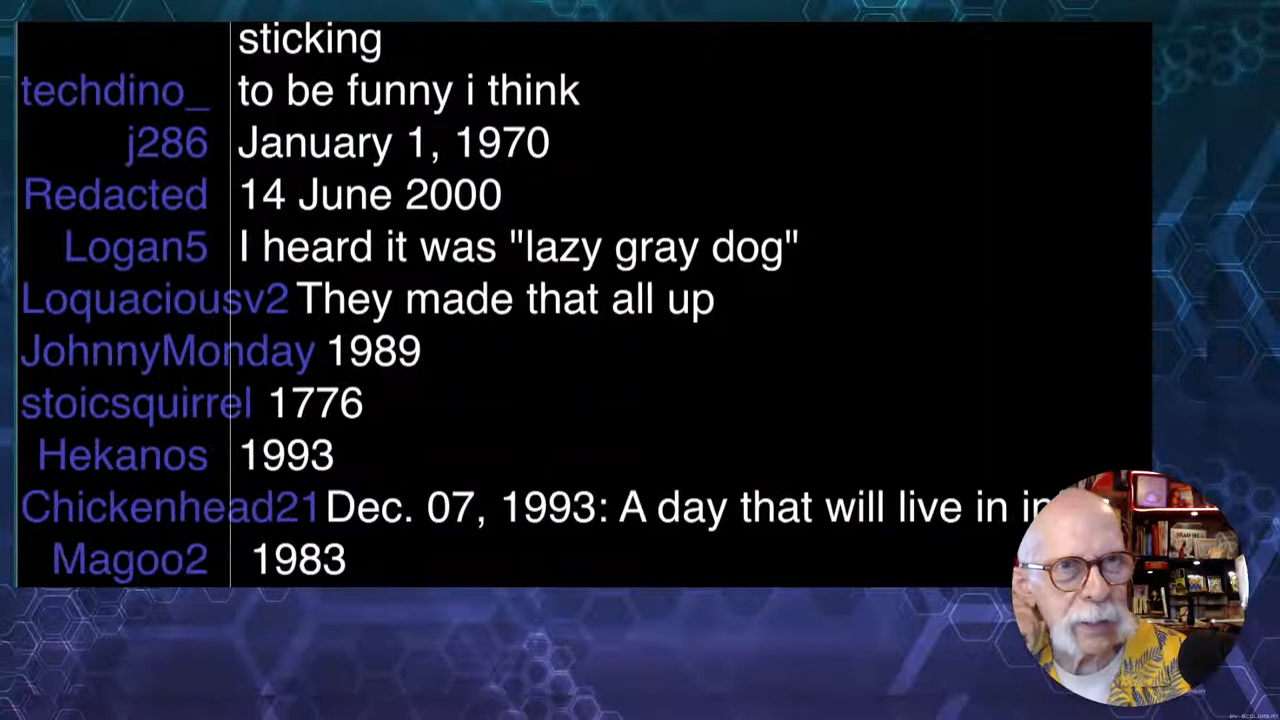 sticking
techdino_ to be funny i think
j286 January 1, 1970
Redacted 14 June 2000
Logan5 I heard it was "lazy gray dog"
Loquaciousv2 They made that all up
JohnnyMonday 1989
stoicsquirrel 1776
Hekanos 1993
Chickenhead21 Dec. 07, 1993: A day that will live in
Magoo2 1983